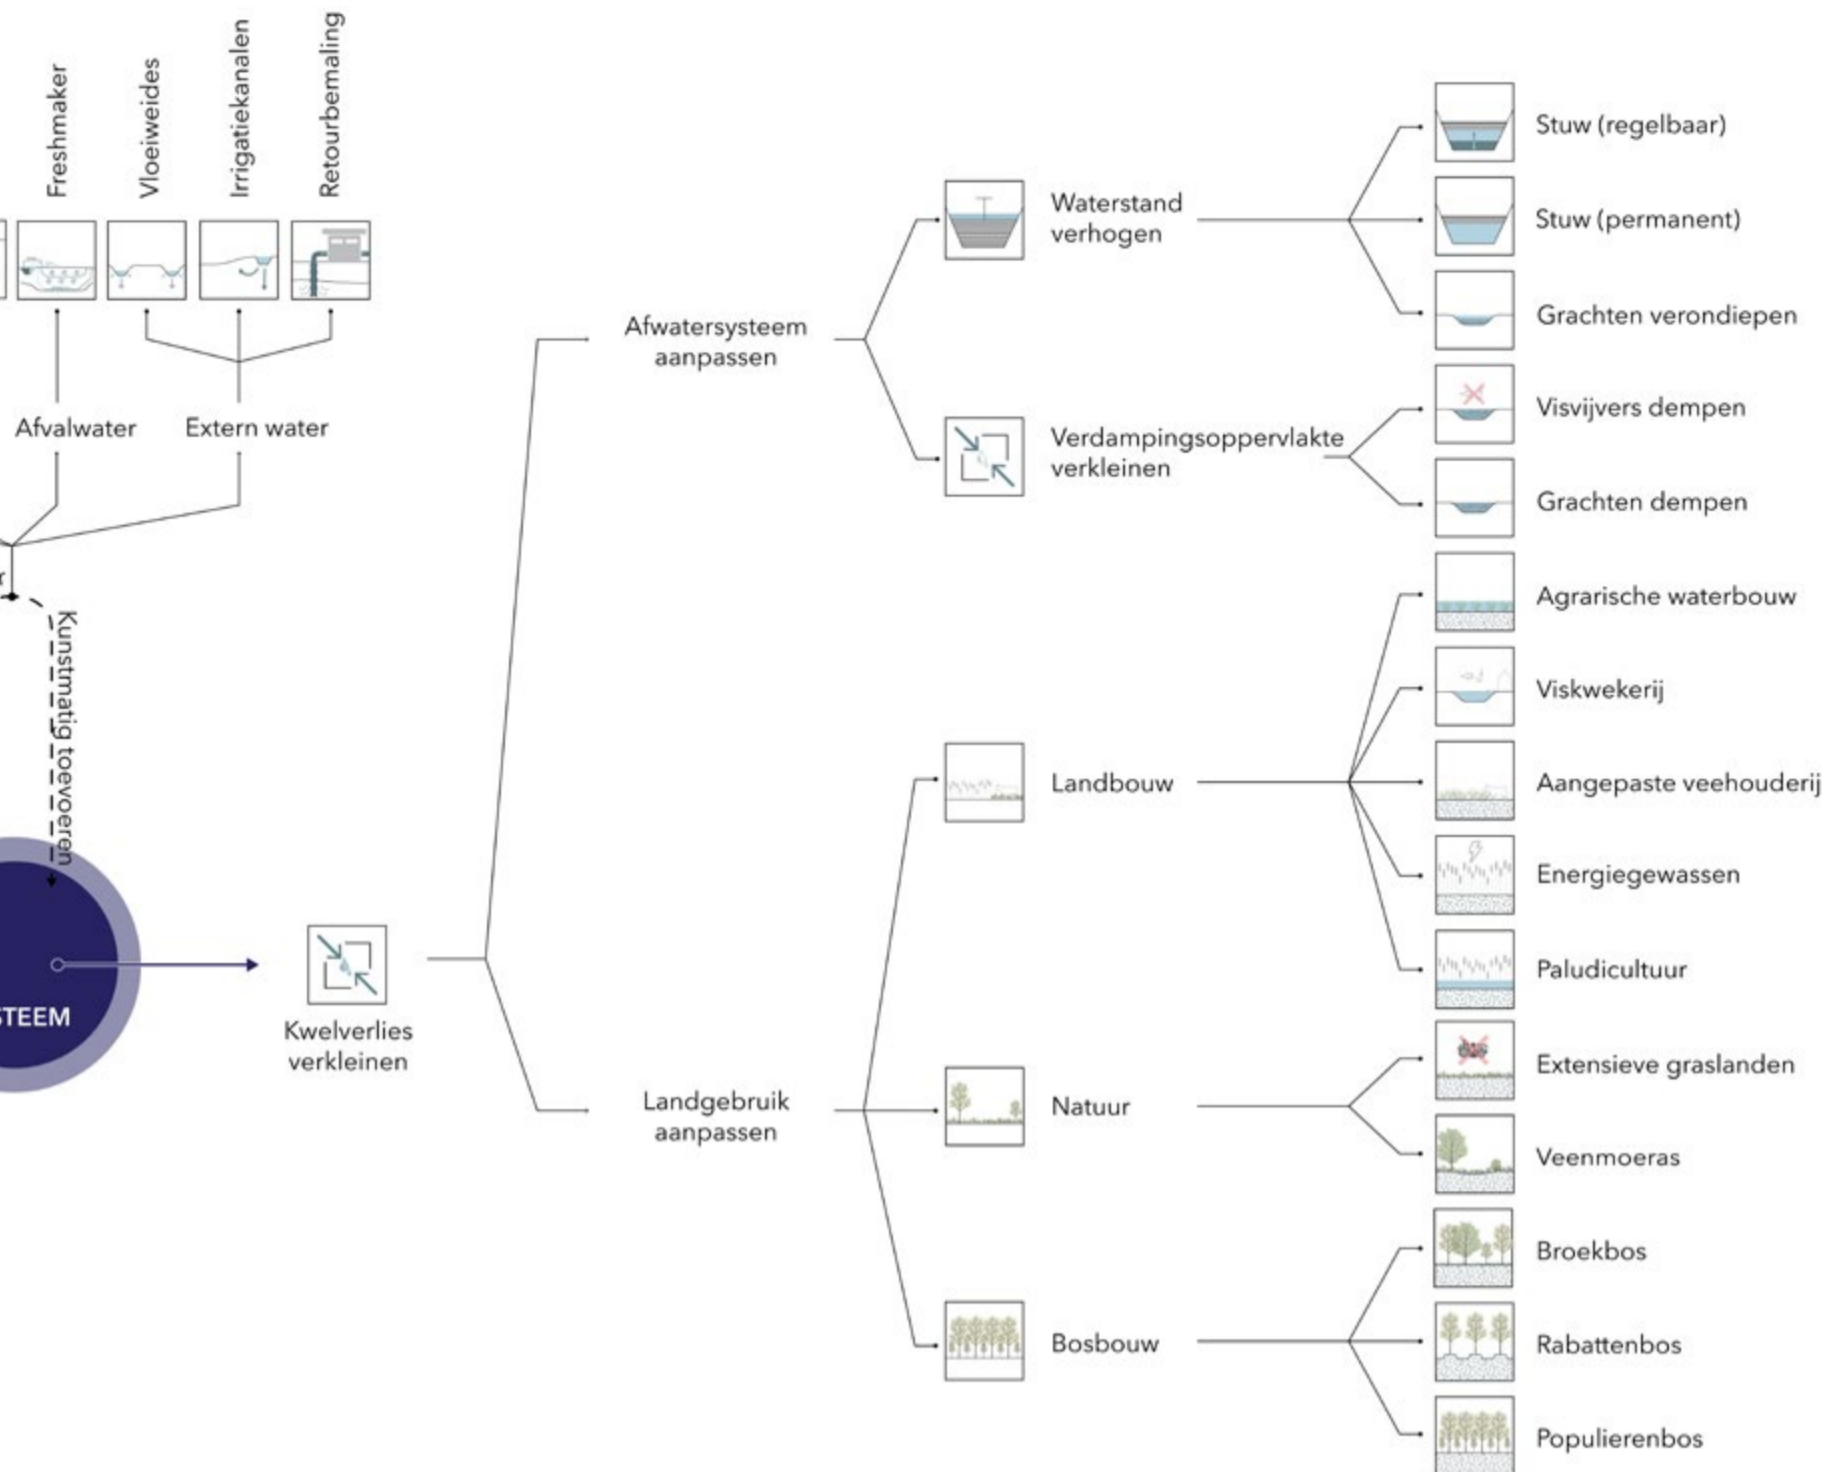 Freshmaker
Vloeiweides
Irrigatiekanalen
Retourbemaling
Afvalwater
Extern water
Kunstmatig toevoeren
STEEM
Kwelverlies
verkleinen
Afwatersysteem
aanpassen
Landgebruik
aanpassen
Waterstand
verhogen
Verdampingsoppervlakte
verkleinen
Landbouw
Natuur
Bosbouw
Stuw (regelbaar)
Stuw (permanent)
Grachten verondiepen
Visvijvers dempen
Grachten dempen
Agrarische waterbouw
Viskwekerij
Aangepaste veehouderij
Energiegewassen
Paludicultuur
Extensieve graslanden
Veenmoeras
Broekbos
Rabattenbos
Populierenbos